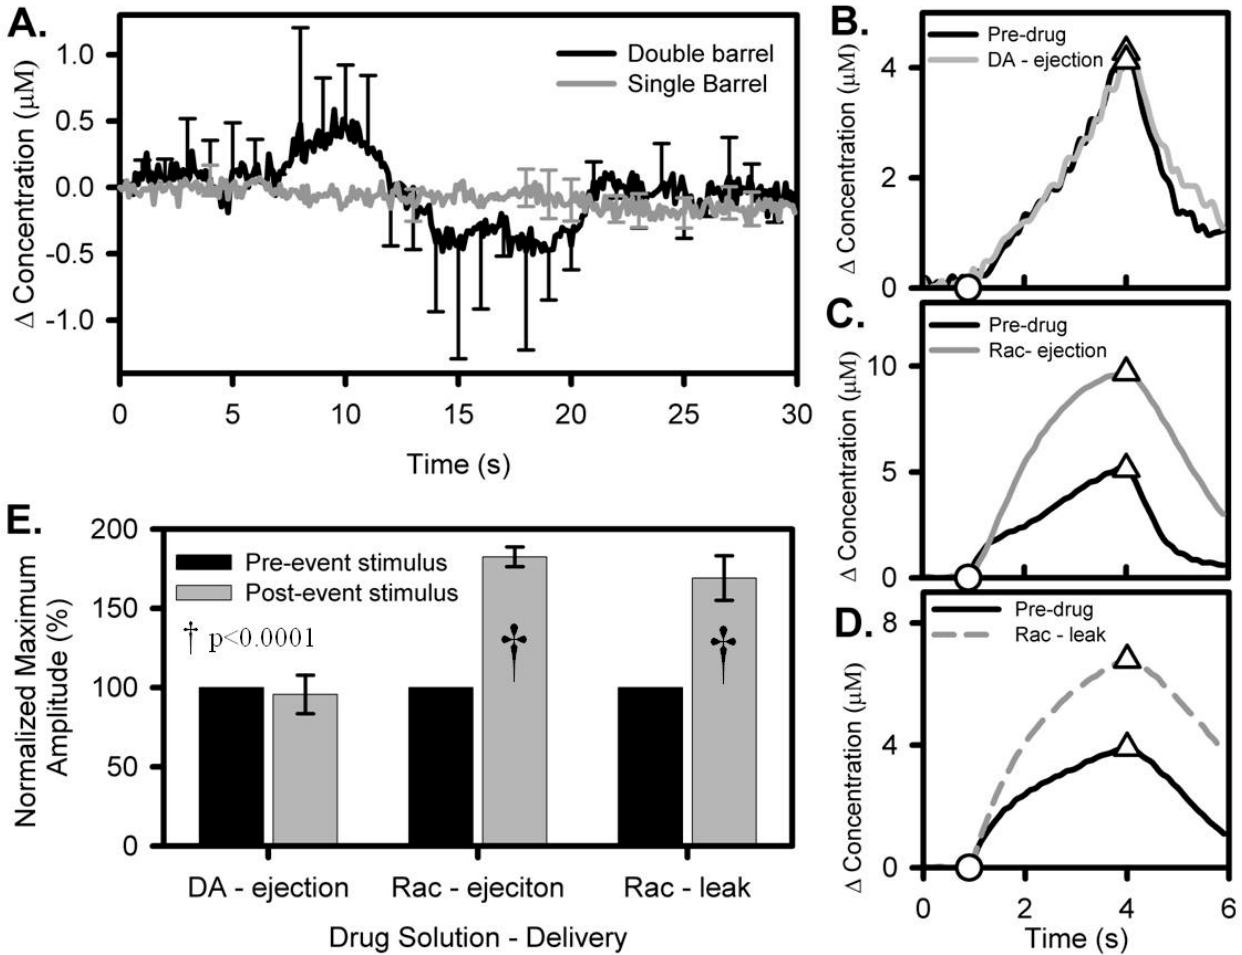 A.
Δ Concentration (μM)
1.0
0.5
0.0
-0.5
-1.0
Double barrel
Single Barrel
0 5 10 15 20 25 30
Time (s)
B.
Δ Concentration (μM)
4
2
0
Pre-drug
DA - ejection
C.
Δ Concentration (μM)
10
5
0
Pre-drug
Rac- ejection
D.
Δ Concentration (μM)
8
4
0
Pre-drug
Rac - leak
0 2 4 6
Time (s)
E.
Normalized Maximum
Amplitude (%)
200
150
100
50
0
Pre-event stimulus
Post-event stimulus
† p<0.0001
†
†
DA - ejection Rac - ejeciton Rac - leak
Drug Solution - Delivery